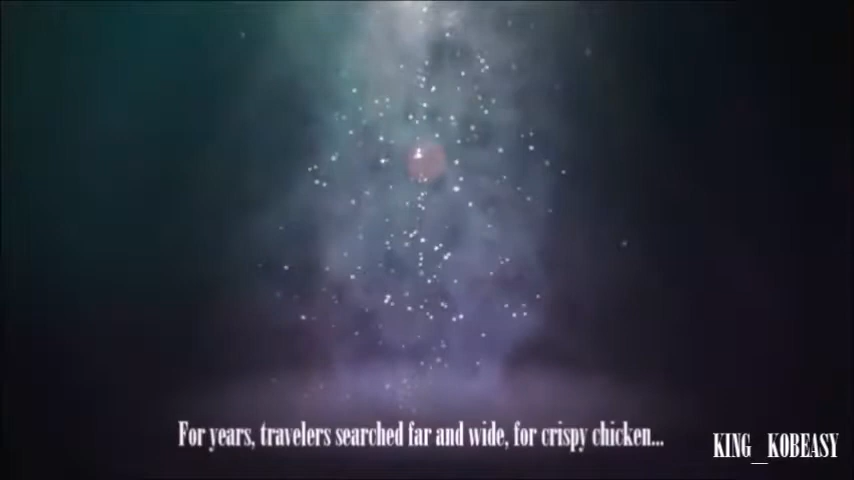 For years, travelers searched far and wide, for crispy chicken...
KING_KOBEASY